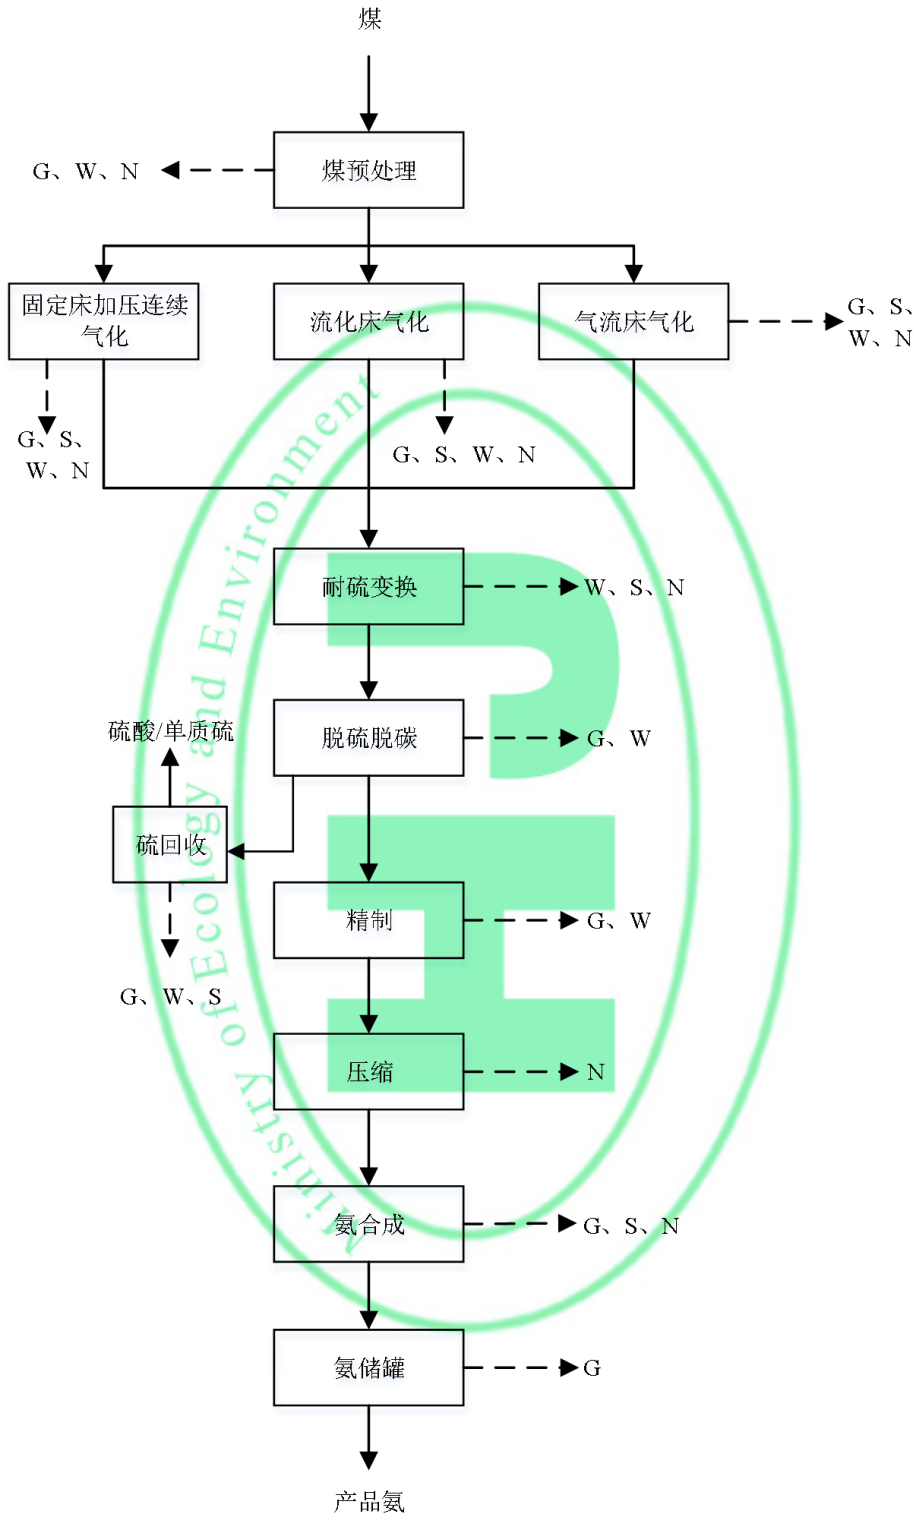 煤
煤预处理
G、W、N
固定床加压连续
气化
流化床气化
气流床气化
G、S、
W、N
G、S、
W、N
G、S、W、N
耐硫变换
W、S、N
脱硫脱碳
G、W
硫酸/单质硫
硫回收
G、W、S
精制
G、W
压缩
N
氨合成
G、S、N
氨储罐
G
产品氨
Ministry of Ecology and Environment
HJ